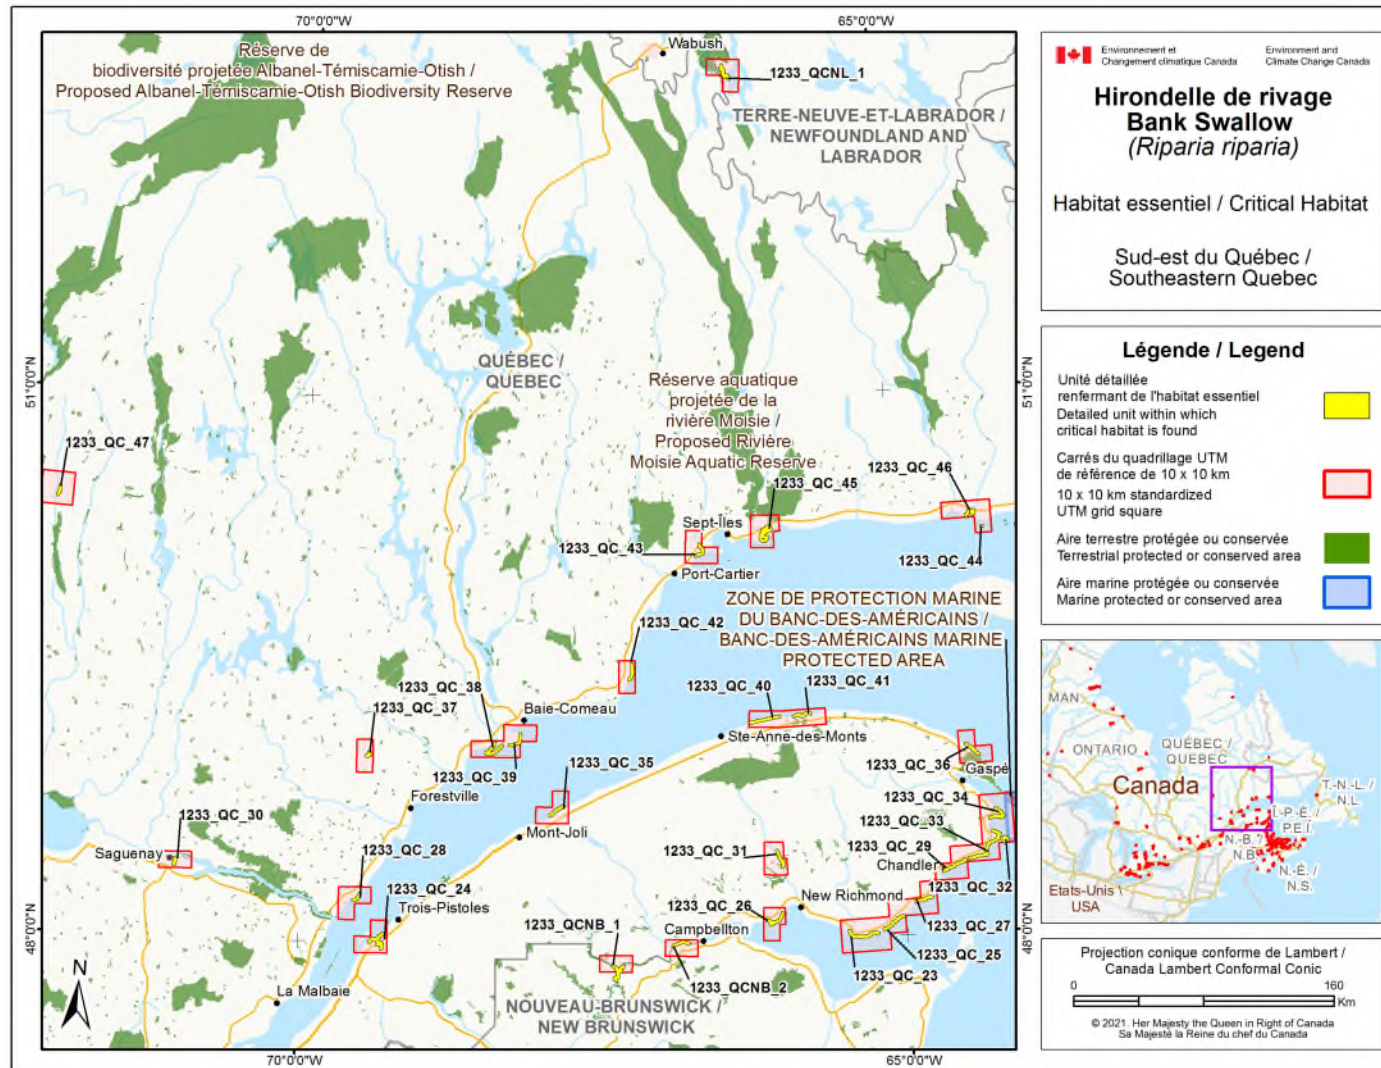 70°0'0"W
65°0'0"W
Wabush
Réserve de
biodiversité projetée Albanel-Témiscamie-Otish /
Proposed Albanel-Témiscamie-Otish Biodiversity Reserve
1233_QCNL_1
TERRE-NEUVE-ET-LABRADOR /
NEWFOUNDLAND AND
LABRADOR
QUÉBEC /
QUEBEC
51°0'0"N
51°0'0"N
Réserve aquatique
projetée de la
rivière Moisie /
Proposed Rivière
Moisie Aquatic Reserve
1233_QC_47
1233_QC_46
1233_QC_45
Sept-Îles
1233_QC_43
1233_QC_44
Port-Cartier
ZONE DE PROTECTION MARINE
DU BANC-DES-AMÉRICAINS /
BANC-DES-AMÉRICAINS MARINE
PROTECTED AREA
1233_QC_42
1233_QC_38
1233_QC_37
1233_QC_40
1233_QC_41
Baie-Comeau
Ste-Anne-des-Monts
1233_QC_39
1233_QC_35
1233_QC_36
Gaspé
Forestville
1233_QC_34
1233_QC_33
Mont-Joli
1233_QC_30
1233_QC_29
Saguenay
1233_QC_31
Chandler
1233_QC_28
1233_QC_32
1233_QC_24
New Richmond
Trois-Pistoles
1233_QC_26
1233_QC_27
48°0'0"N
48°0'0"N
1233_QCNB_1
Campbellton
1233_QC_25
1233_QC_23
1233_QCNB_2
N
La Malbaie
NOUVEAU-BRUNSWICK /
NEW BRUNSWICK
70°0'0"W
65°0'0"W
Environnement et
Changement climatique Canada
Environment and
Climate Change Canada
Hirondelle de rivage
Bank Swallow
(Riparia riparia)
Habitat essentiel / Critical Habitat
Sud-est du Québec /
Southeastern Quebec
Légende / Legend
Unité détaillée
renfermant de l'habitat essentiel
Detailed unit within which
critical habitat is found
Carrés du quadrillage UTM
de référence de 10 x 10 km
10 x 10 km standardized
UTM grid square
Aire terrestre protégée ou conservée
Terrestrial protected or conserved area
Aire marine protégée ou conservée
Marine protected or conserved area
MAN
ONTARIO
QUÉBEC /
QUEBEC
Canada
T.-N.-L. /
N.L.
Î.-P.-É. /
P.E.I.
N.-B. /
N.B.
N.-É. /
N.S.
Etats-Unis \
USA
Projection conique conforme de Lambert /
Canada Lambert Conformal Conic
0
160
Km
© 2021. Her Majesty the Queen in Right of Canada
Sa Majesté la Reine du chef du Canada